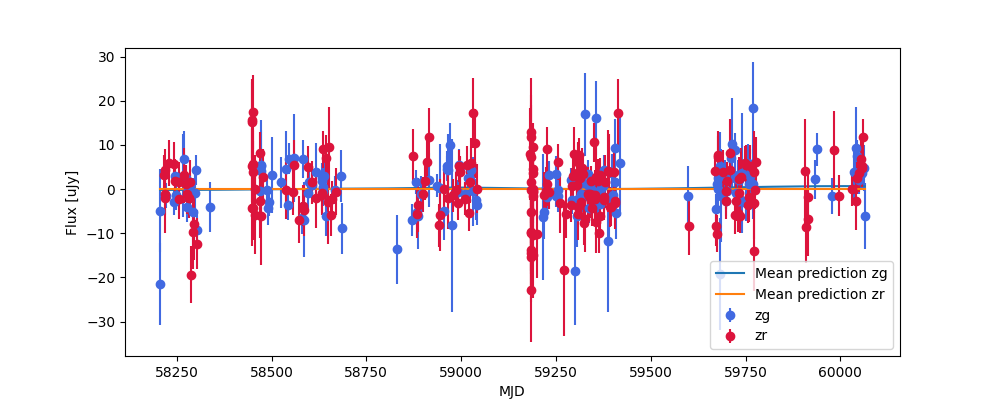 30
20
10
0
−10
−20
−30
Flux [uJy]
58250
58500
58750
59000
59250
59500
59750
60000
MJD
Mean prediction zg
Mean prediction zr
zg
zr